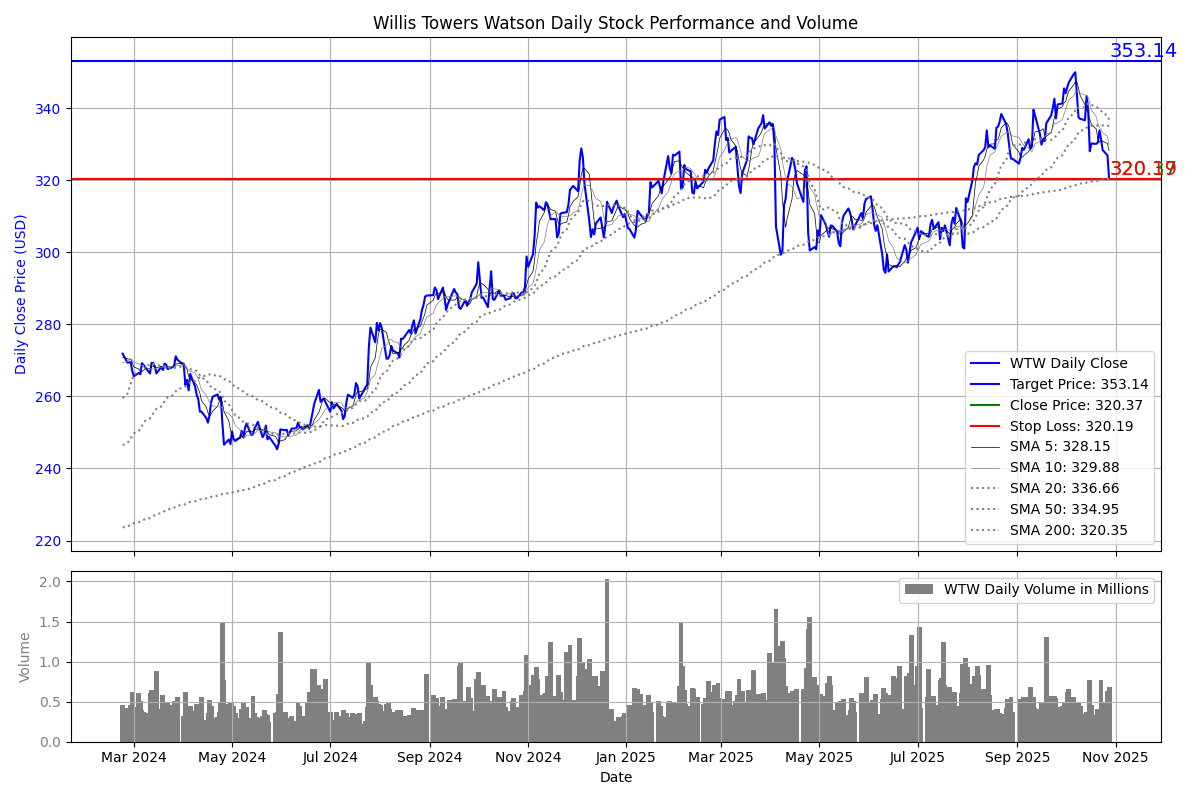 Willis Towers Watson Daily Stock Performance and Volume
353.14
340
320.19
320
300
280
260
240
220
Daily Close Price (USD)
WTW Daily Close
Target Price: 353.14
Close Price: 320.37
Stop Loss: 320.19
SMA 5: 328.15
SMA 10: 329.88
SMA 20: 336.66
SMA 50: 334.95
SMA 200: 320.35
2.0
1.5
1.0
0.5
0.0
Volume
WTW Daily Volume in Millions
Mar 2024 May 2024 Jul 2024 Sep 2024 Nov 2024 Jan 2025 Mar 2025 May 2025 Jul 2025 Sep 2025 Nov 2025
Date